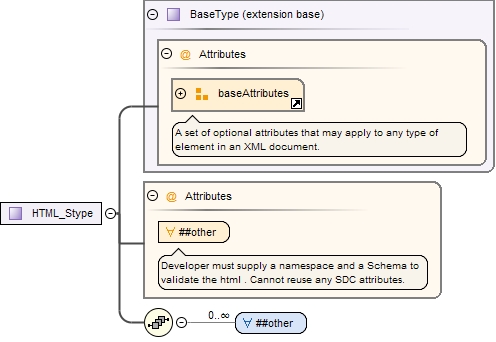 BaseType (extension base)
@ Attributes
baseAttributes
A set of optional attributes that may apply to any type of
element in an XML document.
HTML_Stype
@ Attributes
∀ ##other
Developer must supply a namespace and a Schema to
validate the html . Cannot reuse any SDC attributes.
0..∞
∀ ##other